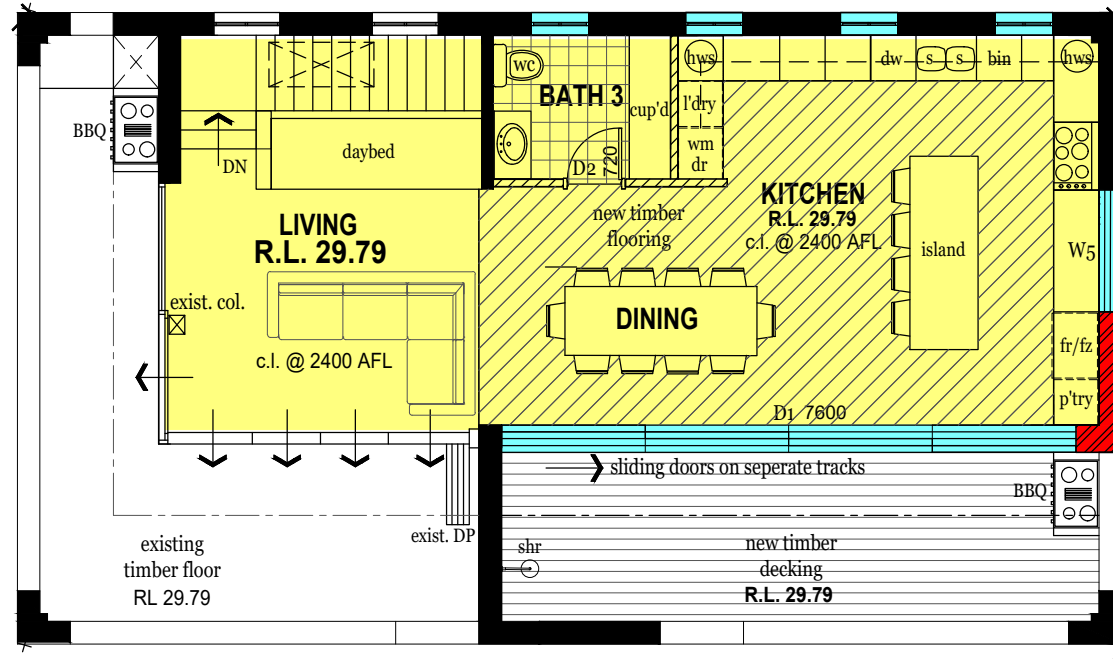 wc
hws
dw
s
s
bin
hws
BBQ
BATH 3
cup'd
l'dry
wm
dr
daybed
DN
D2
720
LIVING
R.L. 29.79
new timber
flooring
KITCHEN
R.L. 29.79
c.l. @ 2400 AFL
island
W5
exist. col.
DINING
c.l. @ 2400 AFL
fr/fz
p'try
D1 7600
sliding doors on seperate tracks
BBQ
exist. DP
existing
timber floor
RL 29.79
shr
new timber
decking
R.L. 29.79